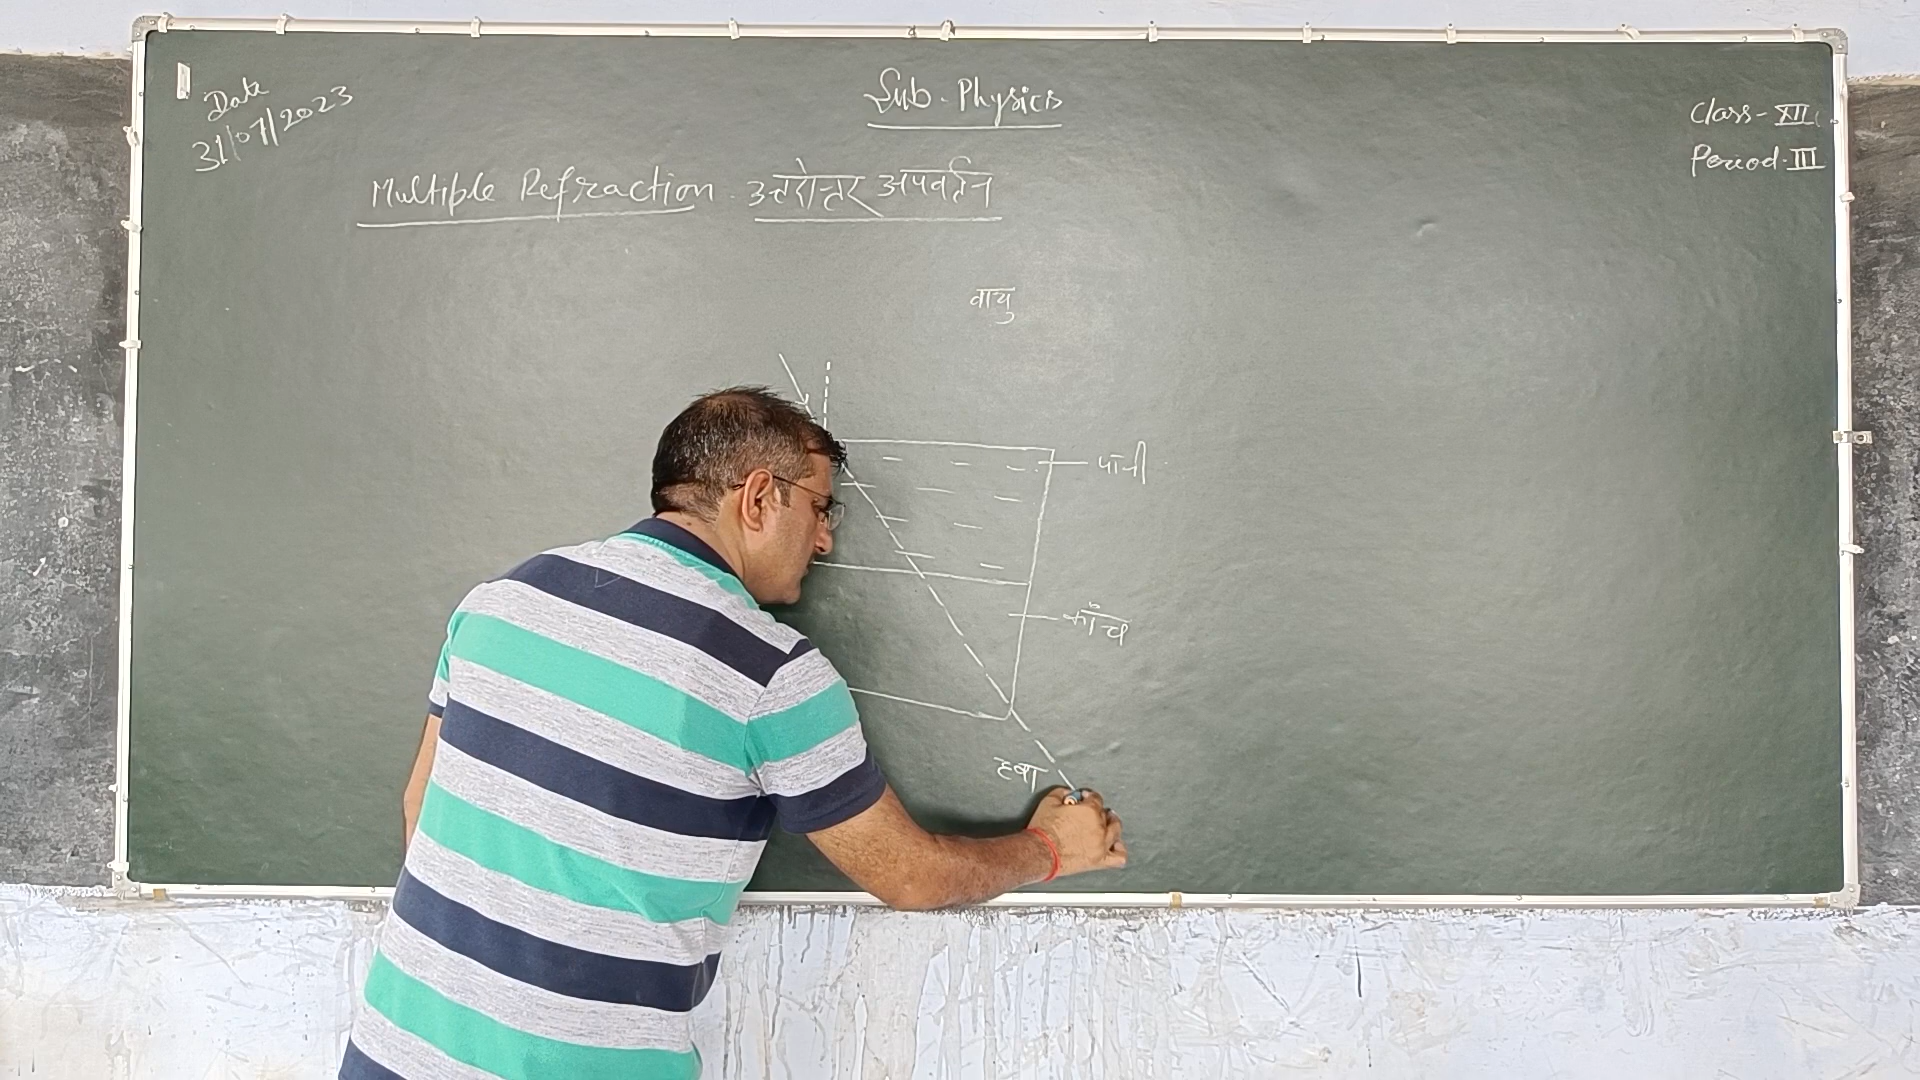 Date
31/07/2023
Sub. Physics
Class-XII
Period-III
Multiple Refraction. उत्तरोत्तर अपवर्तन
वायु
पॉनी
कॉंच
हवा